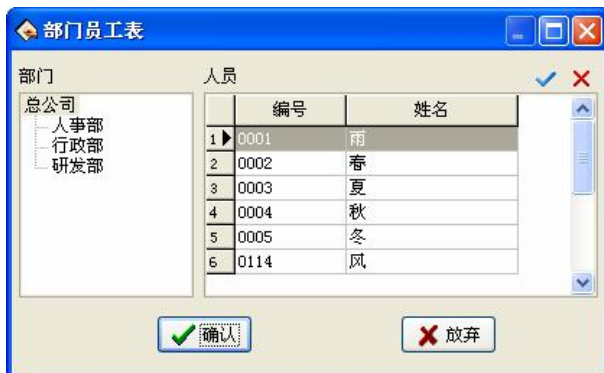 部门员工表
部门 人员
总公司
人事部
行政部
研发部
编号 姓名
1 0001 雨
2 0002 春
3 0003 夏
4 0004 秋
5 0005 冬
6 0114 风
确认 放弃